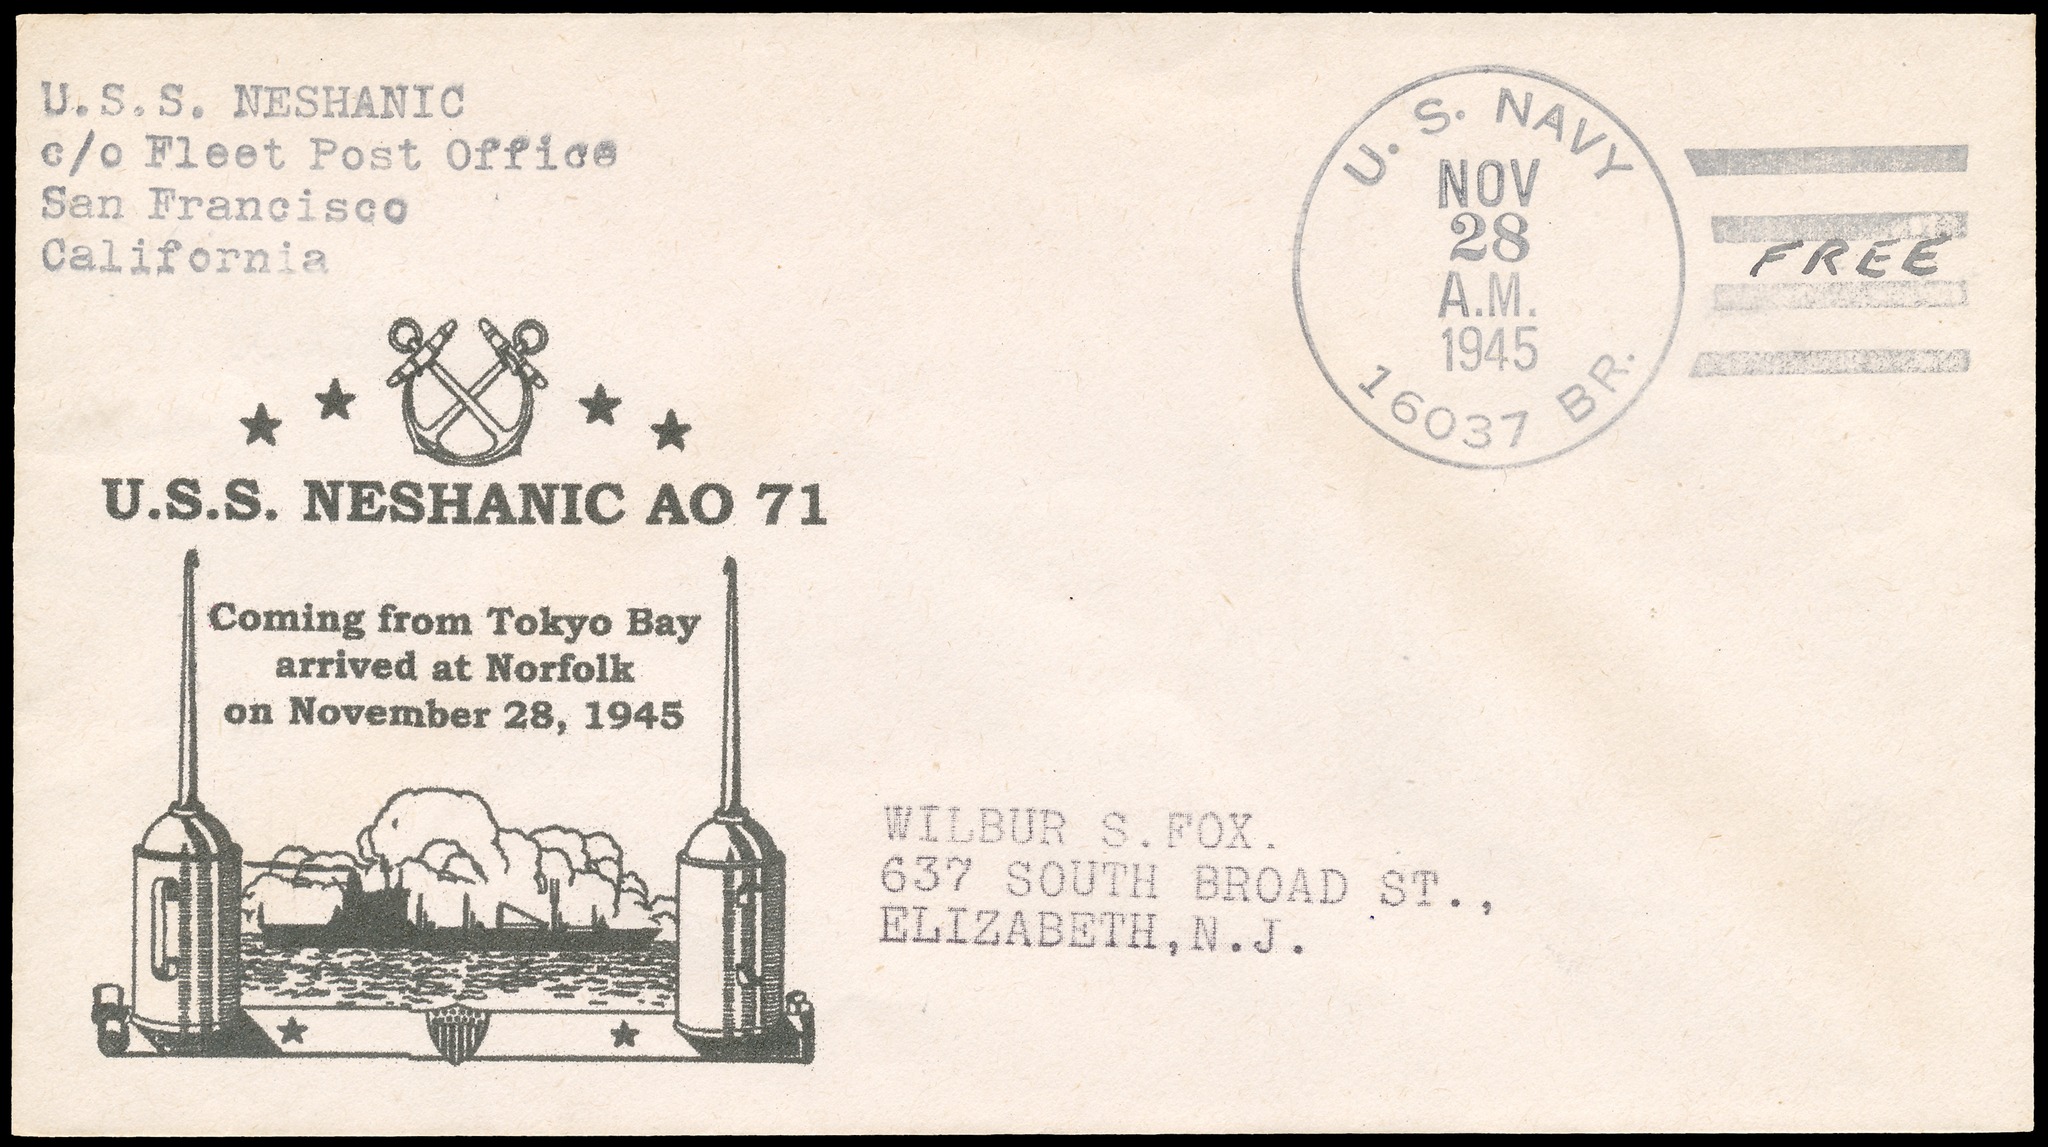 U.S.S. NESHANIC
c/o Fleet Post Office
San Francisco
California
U. S. NAVY
NOV
28
A.M.
1945
16037 BR.
FREE
U.S.S. NESHANIC AO 71
Coming from Tokyo Bay
arrived at Norfolk
on November 28, 1945
WILBUR S. FOX.
637 SOUTH BROAD ST.,
ELIZABETH, N.J.